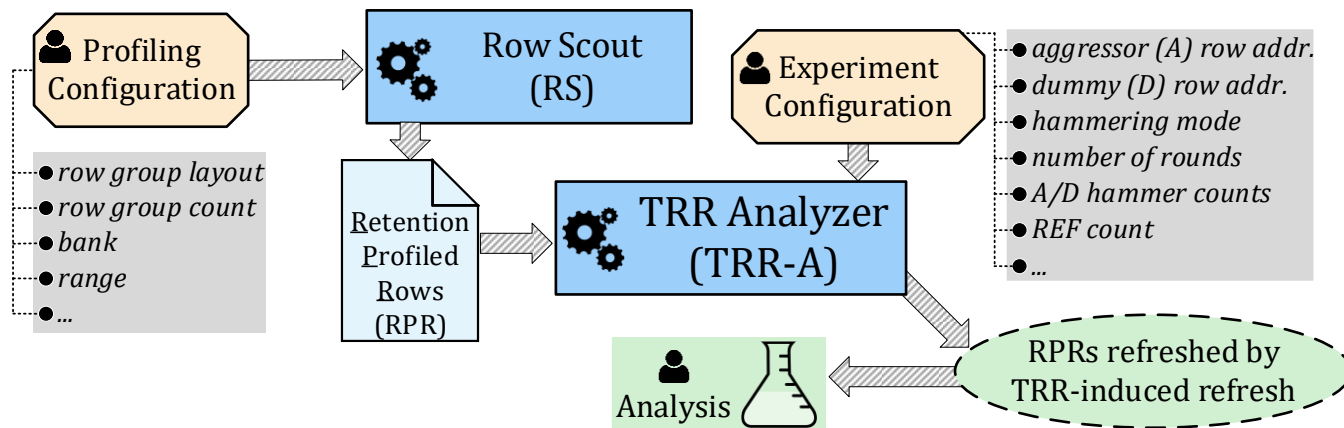 Profiling
Configuration
row group layout
row group count
bank
range
...
Row Scout
(RS)
Retention
Profiled
Rows
(RPR)
Experiment
Configuration
aggressor (A) row addr.
dummy (D) row addr.
hammering mode
number of rounds
A/D hammer counts
REF count
...
TRR Analyzer
(TRR-A)
RPRs refreshed by
TRR-induced refresh
Analysis